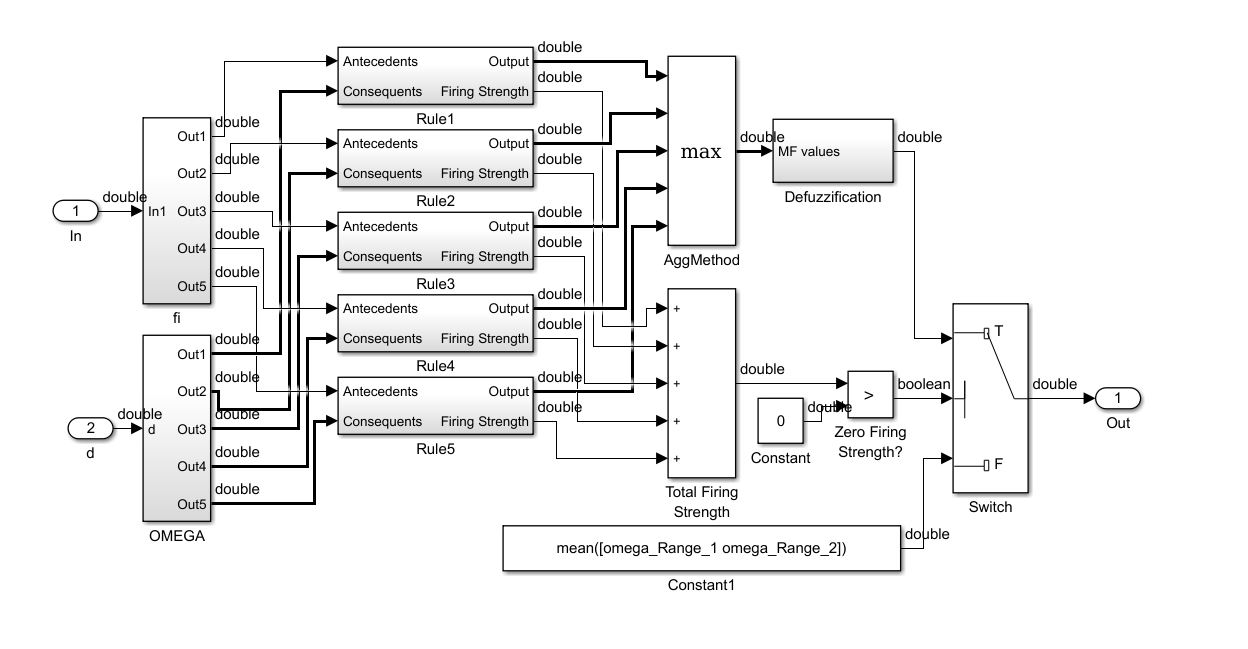 1
In
double
In1
Out1
double
Out2
double
Out3
double
Out4
double
Out5
double
fi
2
d
double
d
Out1
double
Out2
double
Out3
double
Out4
double
Out5
double
OMEGA
Antecedents
Output
double
Consequents
Firing Strength
double
Rule1
Antecedents
Output
double
Consequents
Firing Strength
double
Rule2
Antecedents
Output
double
Consequents
Firing Strength
double
Rule3
Antecedents
Output
double
Consequents
Firing Strength
double
Rule4
Antecedents
Output
double
Consequents
Firing Strength
double
Rule5
max
double
AggMethod
MF values
double
Defuzzification
+
+
+
+
+
double
Total Firing
Strength
0
double
Constant
>
boolean
Zero Firing
Strength?
mean([omega_Range_1 omega_Range_2])
double
Constant1
T
F
double
Switch
1
Out